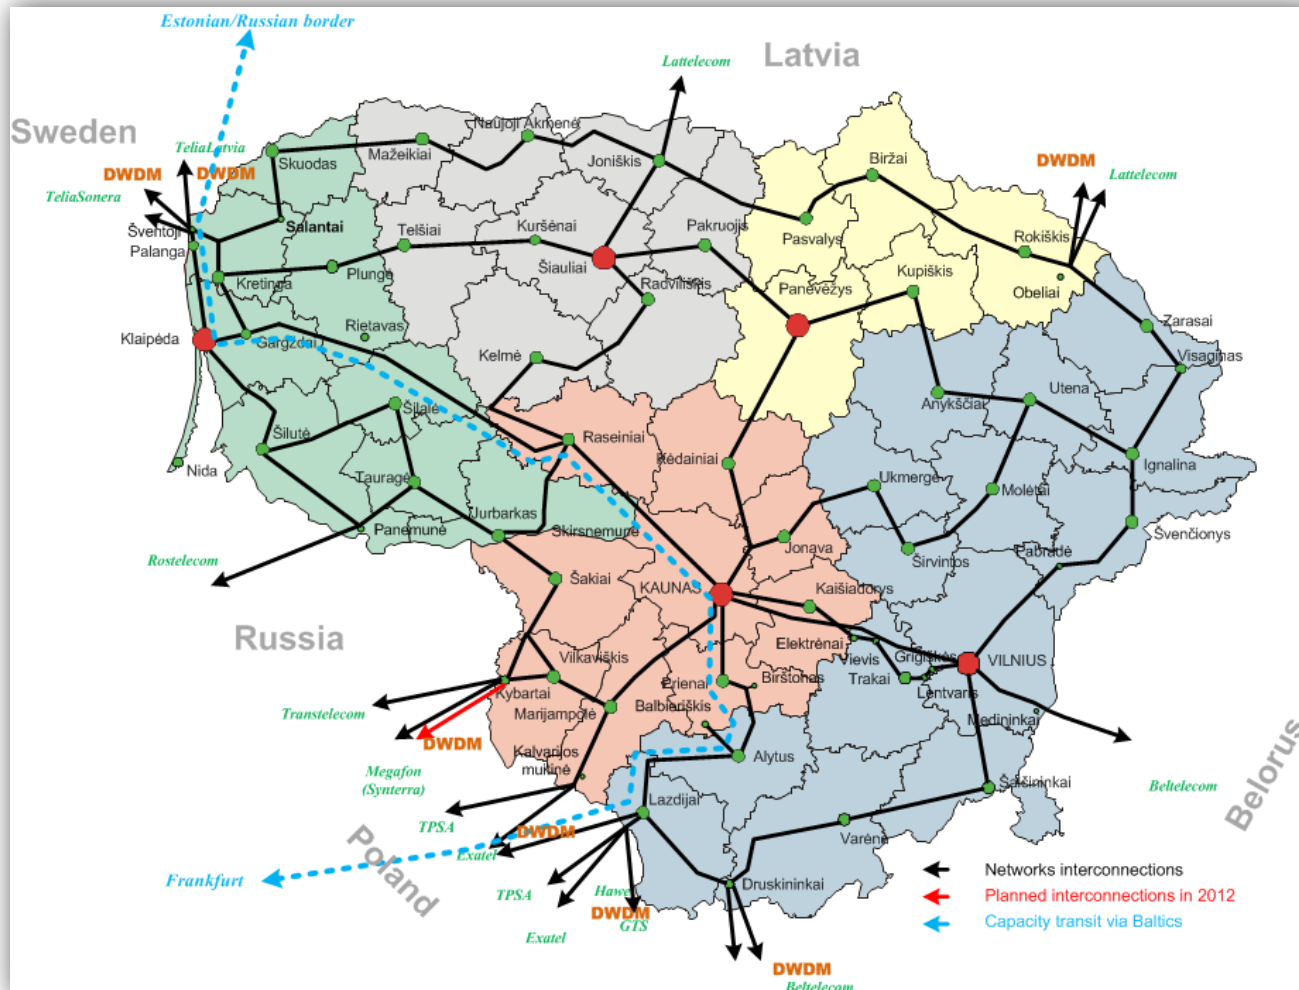 Estonian/Russian border
Latvia
Lattelecom
Sweden
Naujoji Akmenė
TeliaLatvia
Mažeikiai
Skuodas
Joniškis
Biržai
DWDM
DWDM
DWDM
Lattelecom
TeliaSonera
Salantai
Telšiai
Kuršėnai
Pakruojis
Pasvalys
Rokiškis
Šventoji
Palanga
Plungė
Šiauliai
Kupiškis
Kretinga
Radviliškis
Panevėžys
Obeliai
Zarasai
Klaipėda
Gargždai
Rietavas
Kelmė
Visaginas
Utena
Anykščiai
Šilalė
Šilutė
Raseiniai
Kėdainiai
Ignalina
Nida
Tauragė
Ukmergė
Molėtai
Jurbarkas
Panemunė
Skirsnemunė
Švenčionys
Jonava
Pabradė
Rostelecom
Širvintos
Šakiai
KAUNAS
Kaišiadorys
Russia
Elektrėnai
Vievis
Grigiškės
VILNIUS
Vilkaviškis
Trakai
Lentvaris
Kybartai
Prienai
Birštonas
Transtelecom
Marijampolė
Balbieriškis
Medininkai
DWDM
Kalvarijos
muitinė
Alytus
Megafon
(Synterra)
Beltelecom
Šalčininkai
Belorus
Lazdijai
TPSA
DWDM
Varėnė
Poland
Exatel
Frankfurt
TPSA
Hawe
Druskininkai
DWDM
GTS
Exatel
DWDM
Beltelecom
Networks interconnections
Planned interconnections in 2012
Capacity transit via Baltics